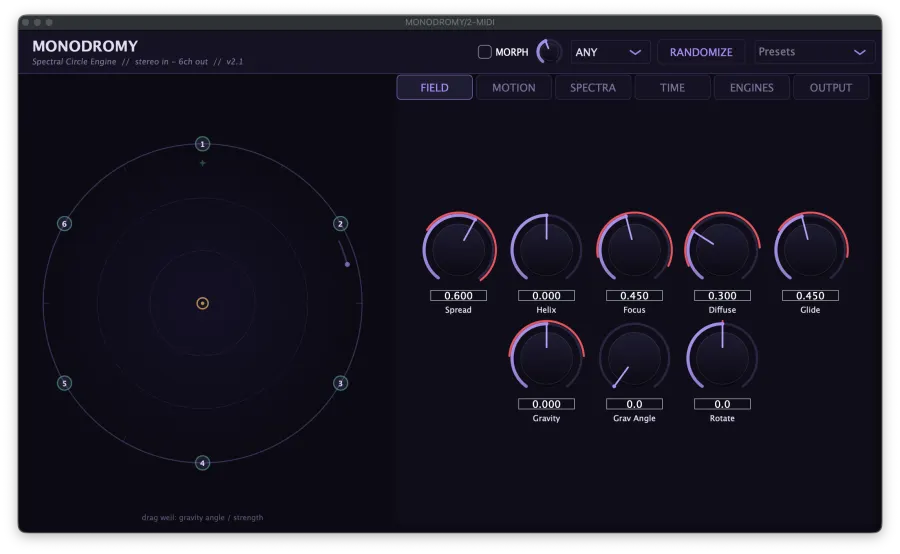 MONODROMY/2-MIDI
MONODROMY
Spectral Circle Engine // stereo in - 6ch out // v2.1
MORPH
ANY
RANDOMIZE
Presets
FIELD
MOTION
SPECTRA
TIME
ENGINES
OUTPUT
1
2
3
4
5
6
drag well: gravity angle / strength
0.600
0.000
0.450
0.300
0.450
Spread
Helix
Focus
Diffuse
Glide
0.000
0.0
0.0
Gravity
Grav Angle
Rotate